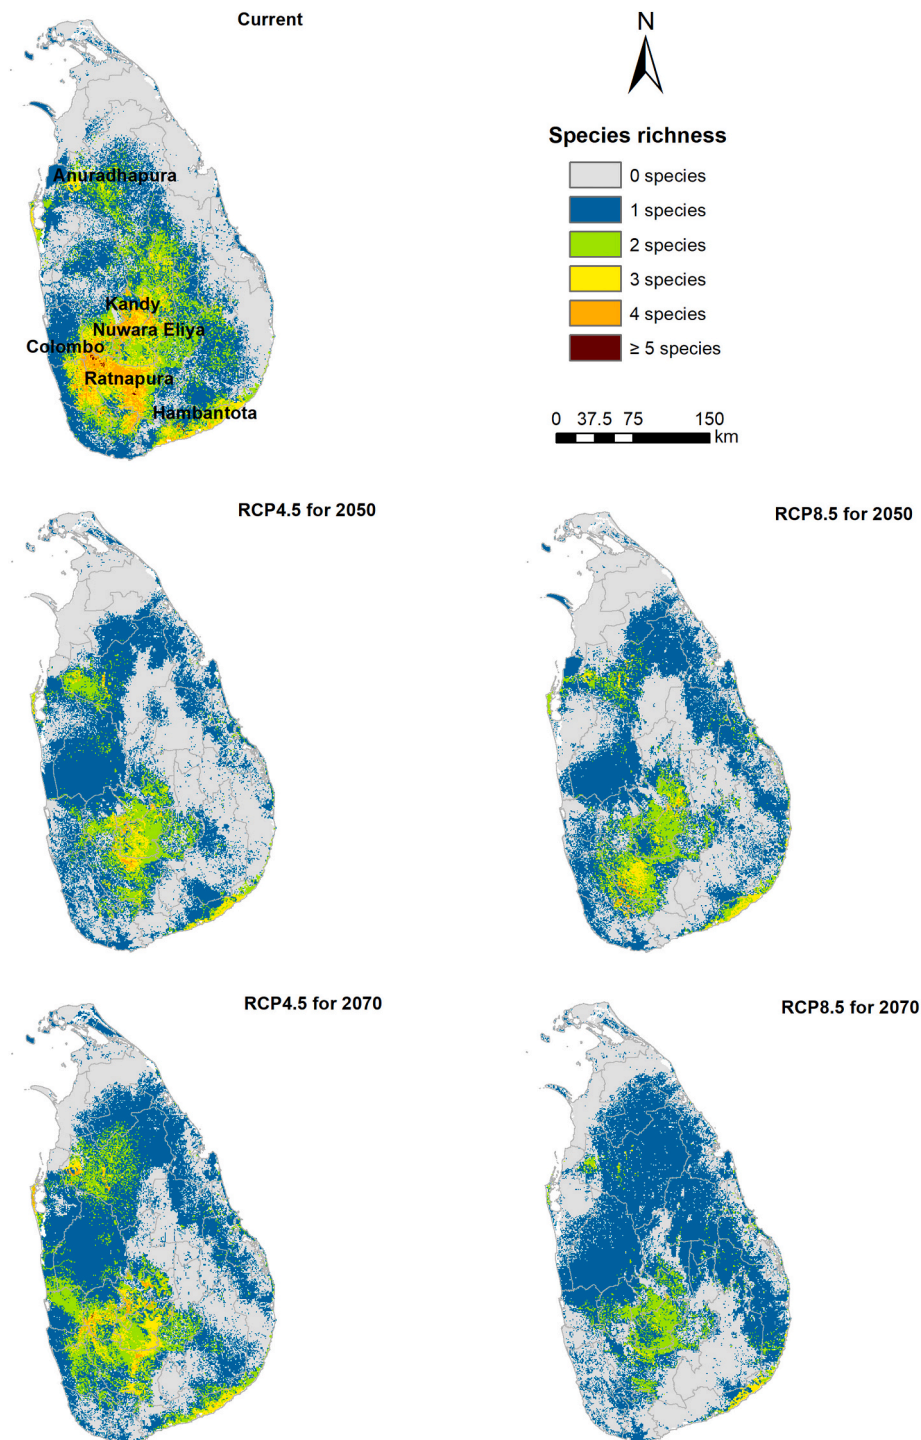 Current
N
Species richness
0 species
1 species
2 species
3 species
4 species
≥ 5 species
0 37.5 75 150
km
Anuradhapura
Kandy
Nuwara Eliya
Colombo
Ratnapura
Hambantota
RCP4.5 for 2050
RCP8.5 for 2050
RCP4.5 for 2070
RCP8.5 for 2070